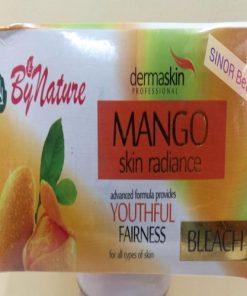 By Nature
dermaskin
PROFESSIONAL
SINOR
MANGO
skin radiance
advanced formula provides
YOUTHFUL
FAIRNESS
for all types of skin
BLEACH